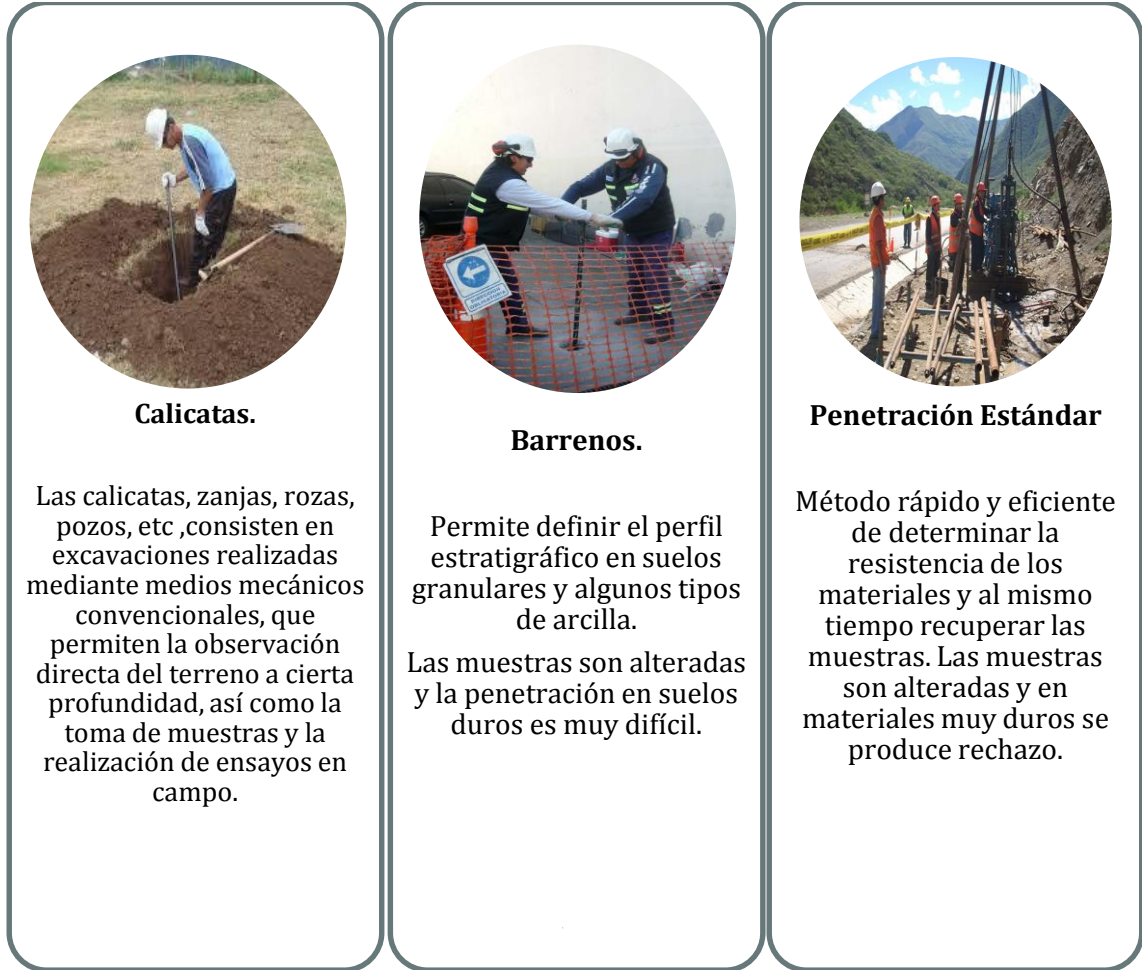 Calicatas.
Las calicatas, zanjas, rozas,
pozos, etc ,consisten en
excavaciones realizadas
mediante medios mecánicos
convencionales, que
permiten la observación
directa del terreno a cierta
profundidad, así como la
toma de muestras y la
realización de ensayos en
campo.
Barrenos.
Permite definir el perfil
estratigráfico en suelos
granulares y algunos tipos
de arcilla.
Las muestras son alteradas
y la penetración en suelos
duros es muy difícil.
Penetración Estándar
Método rápido y eficiente
de determinar la
resistencia de los
materiales y al mismo
tiempo recuperar las
muestras. Las muestras
son alteradas y en
materiales muy duros se
produce rechazo.